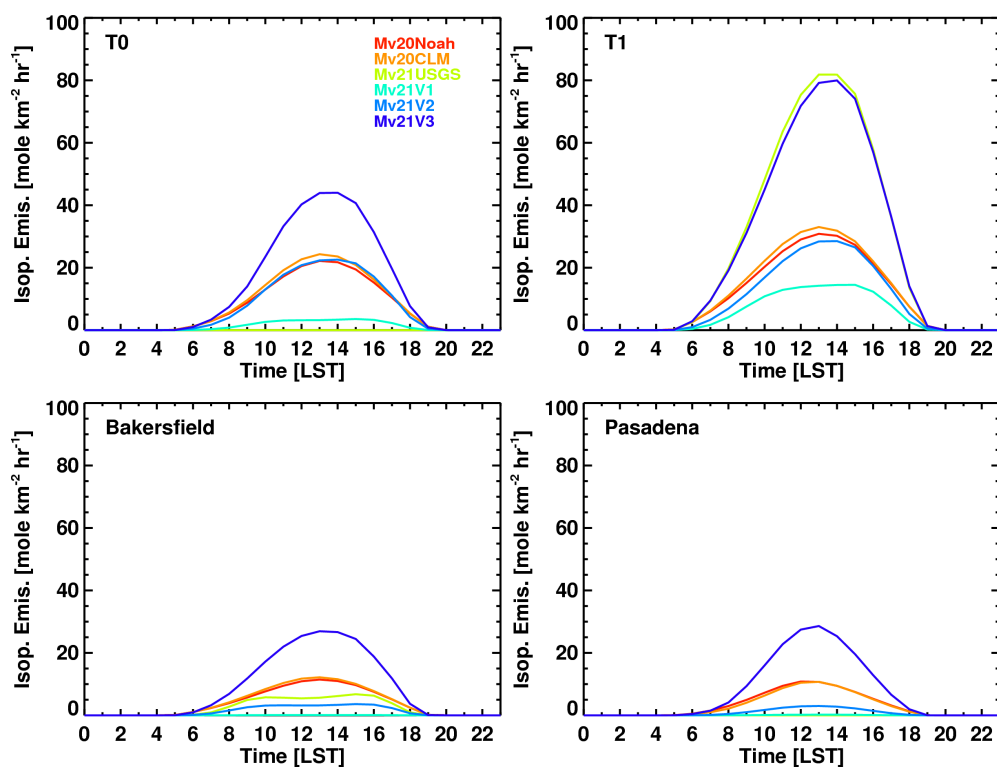 T0
Mv20Noah
Mv20CLM
Mv21USGS
Mv21V1
Mv21V2
Mv21V3
Isop. Emis. [mole km-2 hr-1]
100
80
60
40
20
0
0 2 4 6 8 10 12 14 16 18 20 22
Time [LST]
T1
Isop. Emis. [mole km-2 hr-1]
100
80
60
40
20
0
0 2 4 6 8 10 12 14 16 18 20 22
Time [LST]
Bakersfield
Isop. Emis. [mole km-2 hr-1]
100
80
60
40
20
0
0 2 4 6 8 10 12 14 16 18 20 22
Time [LST]
Pasadena
Isop. Emis. [mole km-2 hr-1]
100
80
60
40
20
0
0 2 4 6 8 10 12 14 16 18 20 22
Time [LST]